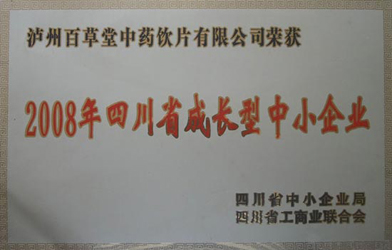 泸州百草堂中药饮片有限公司荣获
2008年四川省成长型中小企业
四川省中小企业局
四川省工商业联合会